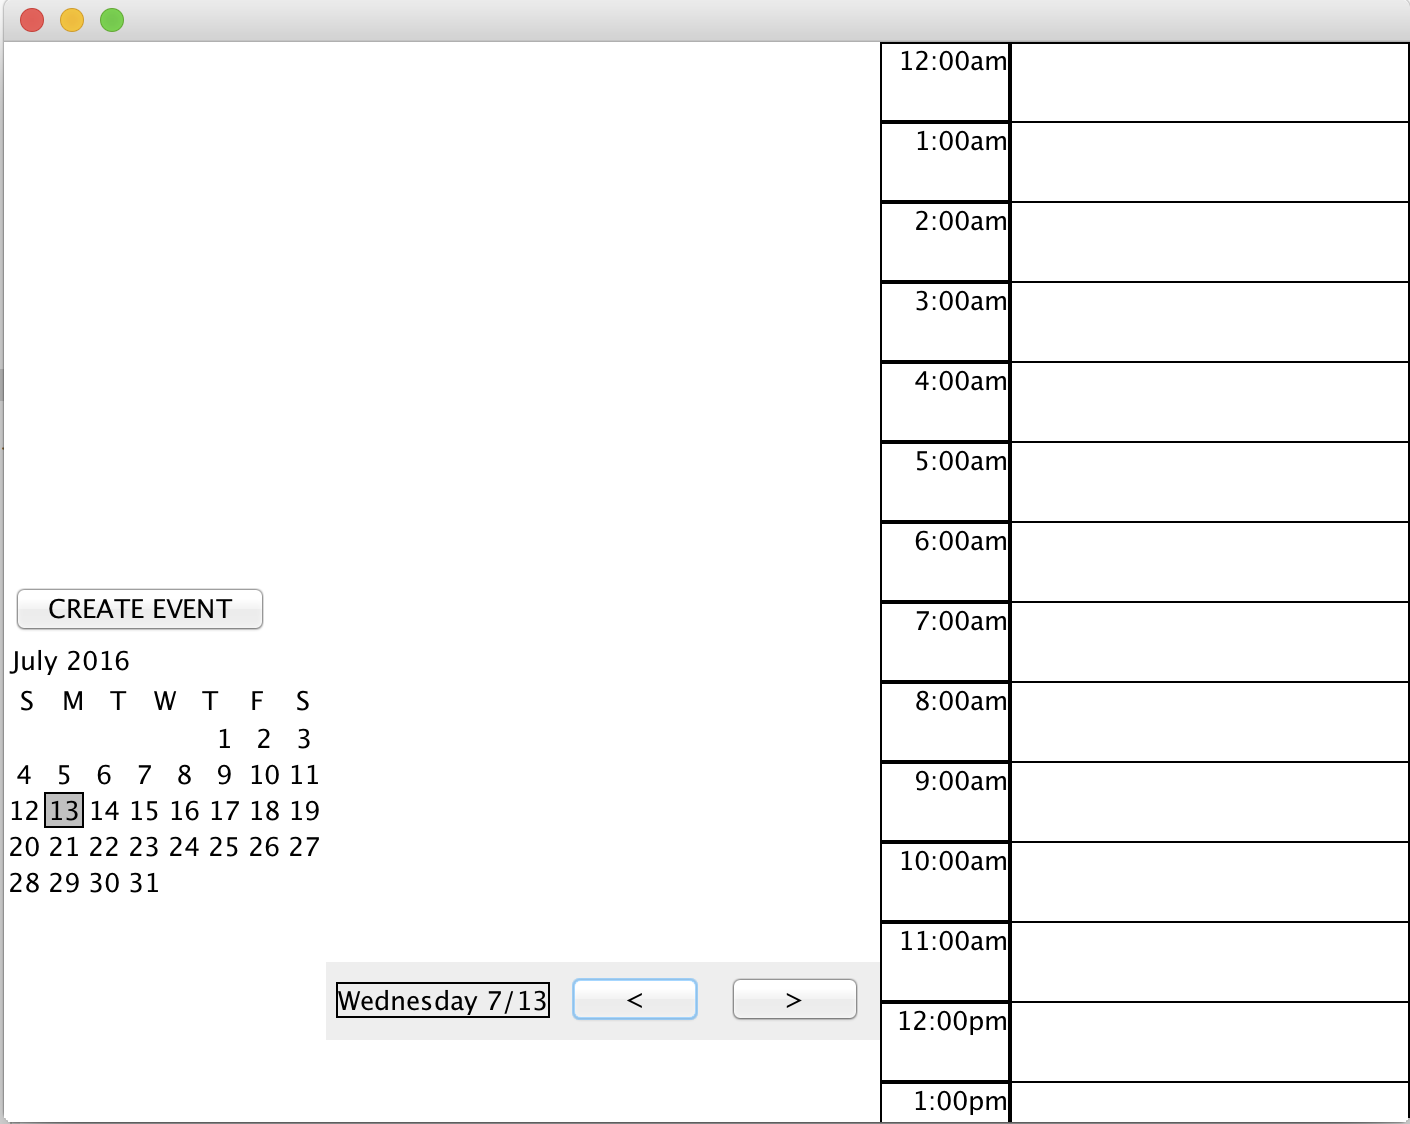 CREATE EVENT
July 2016
S M T W T F S
1 2 3
4 5 6 7 8 9 10 11
12 13 14 15 16 17 18 19
20 21 22 23 24 25 26 27
28 29 30 31
Wednesday 7/13 < >
12:00am
1:00am
2:00am
3:00am
4:00am
5:00am
6:00am
7:00am
8:00am
9:00am
10:00am
11:00am
12:00pm
1:00pm